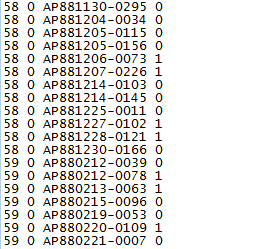 58 0 AP881130-0295 0
58 0 AP881204-0034 0
58 0 AP881205-0115 0
58 0 AP881205-0156 0
58 0 AP881206-0073 1
58 0 AP881207-0226 1
58 0 AP881214-0103 0
58 0 AP881214-0145 0
58 0 AP881225-0011 0
58 0 AP881227-0102 1
58 0 AP881228-0121 1
58 0 AP881230-0166 0
59 0 AP880212-0039 0
59 0 AP880212-0078 1
59 0 AP880213-0063 1
59 0 AP880215-0096 0
59 0 AP880219-0053 0
59 0 AP880220-0109 1
59 0 AP880221-0007 0